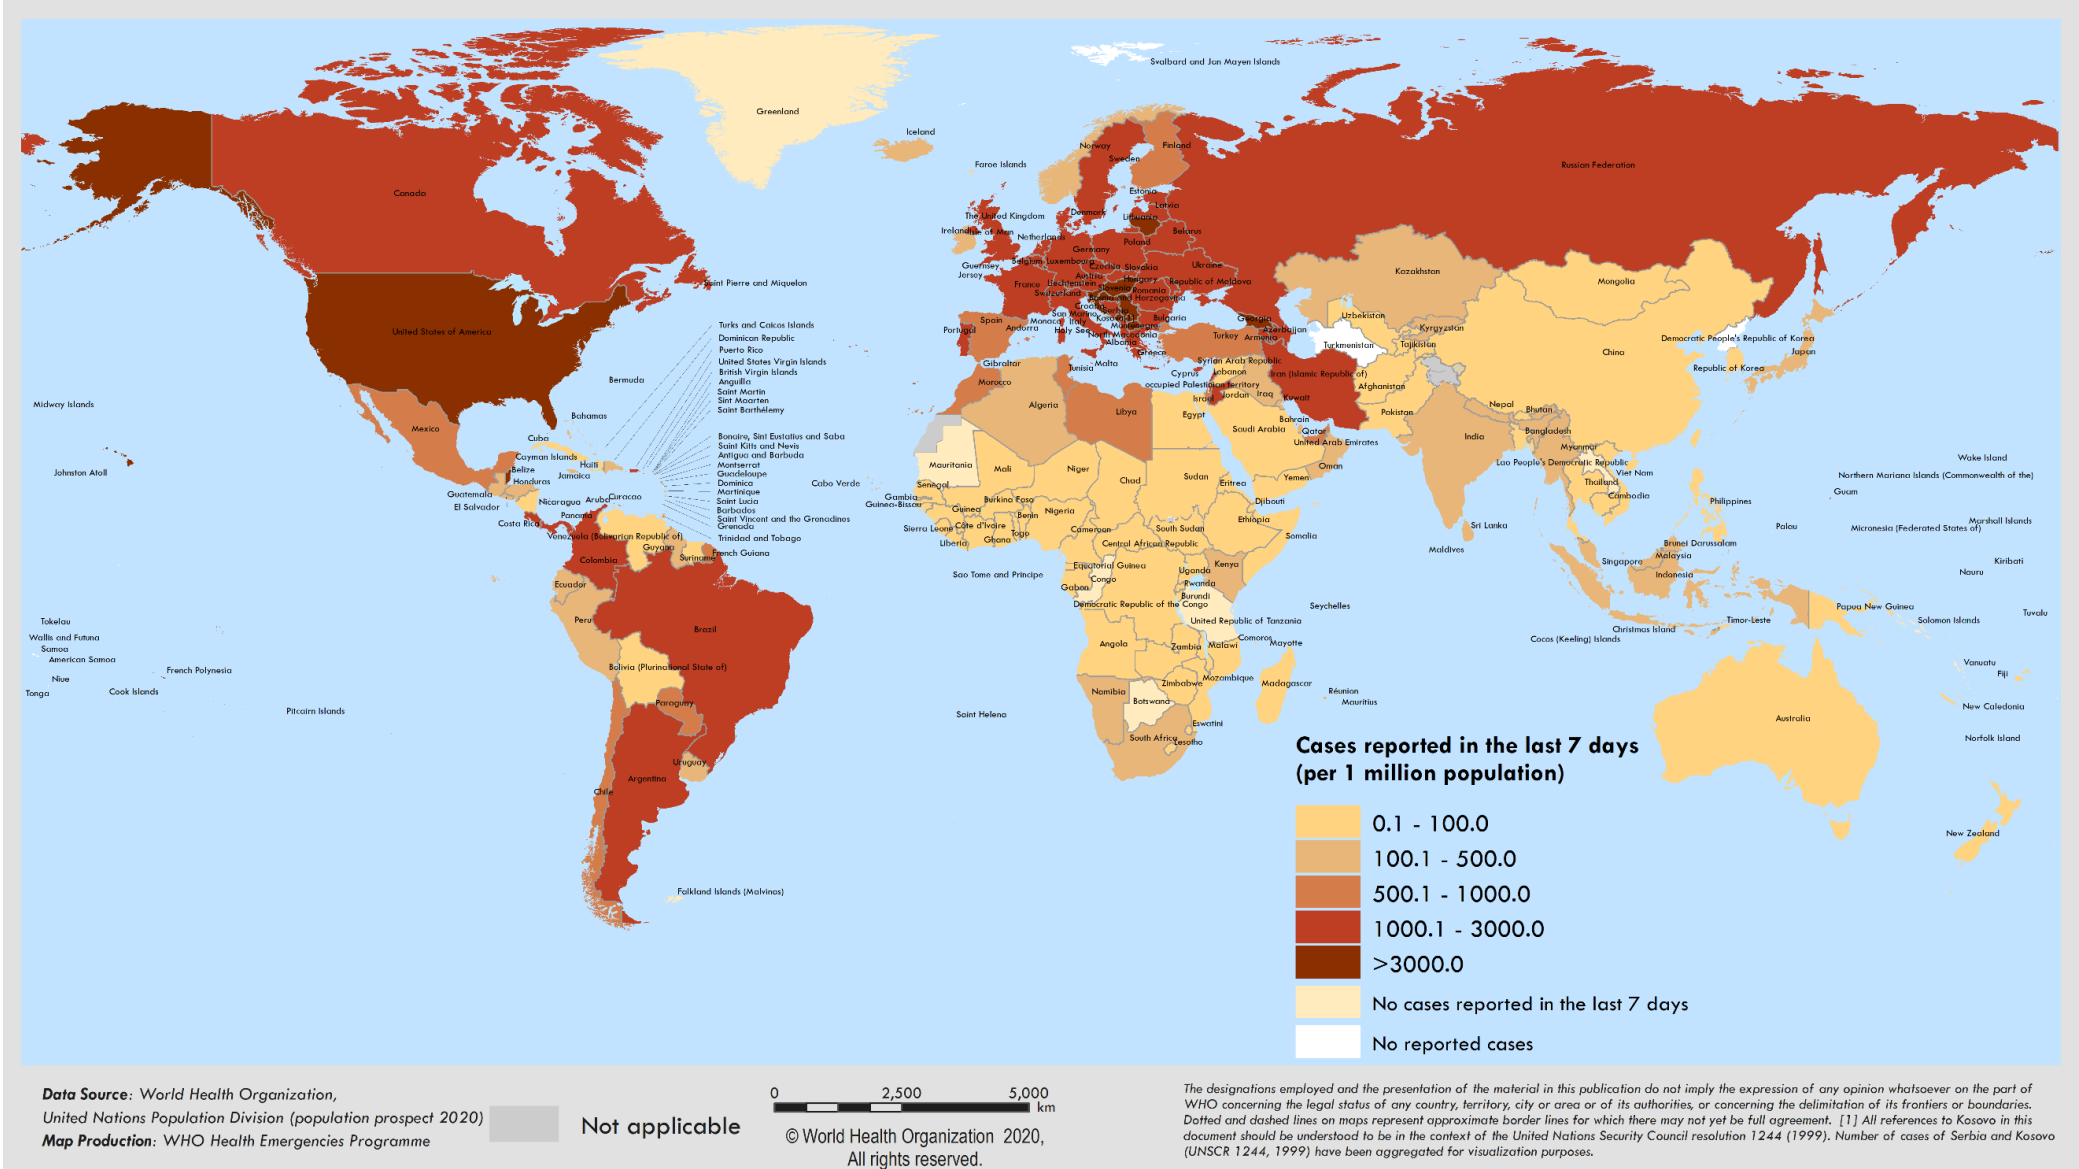 Svalbard and Jan Mayen Islands
Greenland
Iceland
Faroe Islands
Norway
Sweden
Finland
Russian Federation
Canada
Estonia
Latvia
Denmark
Lithuania
The United Kingdom
Ireland
Isle of Man
Netherlands
Belarus
Germany
Poland
Guernsey
Jersey
Belgium
Luxembourg
Czechia
Slovakia
Ukraine
Austria
Hungary
France
Liechtenstein
Slovenia
Republic of Moldova
Switzerland
Romania
Bosnia and Herzegovina
Croatia
Serbia
San Marino
Monaco
Italy
Kosovo[1]
Bulgaria
Holy See
Montenegro
North Macedonia
Albania
Greece
Portugal
Spain
Andorra
Gibraltar
Malta
Georgia
Azerbaijan
Armenia
Turkey
Kazakhstan
Mongolia
Uzbekistan
Kyrgyzstan
Tajikistan
Turkmenistan
China
Democratic People's Republic of Korea
Japan
Republic of Korea
Saint Pierre and Miquelon
United States of America
Turks and Caicos Islands
Dominican Republic
Puerto Rico
United States Virgin Islands
British Virgin Islands
Anguilla
Saint Martin
Sint Maarten
Saint Barthélemy
Bermuda
Midway Islands
Bahamas
Mexico
Cuba
Cayman Islands
Haiti
Belize
Jamaica
Honduras
Guatemala
El Salvador
Nicaragua
Aruba
Curacao
Costa Rica
Panama
Johnston Atoll
Bonaire, Sint Eustatius and Saba
Saint Kitts and Nevis
Antigua and Barbuda
Montserrat
Guadeloupe
Dominica
Martinique
Saint Lucia
Barbados
Saint Vincent and the Grenadines
Grenada
Trinidad and Tobago
Venezuela (Bolivarian Republic of)
Guyana
Suriname
French Guiana
Colombia
Ecuador
Peru
Brazil
Bolivia (Plurinational State of)
Paraguay
Uruguay
Argentina
Chile
Falkland Islands (Malvinas)
Tokelau
Wallis and Futuna
Samoa
American Samoa
Niue
Tonga
Cook Islands
French Polynesia
Pitcairn Islands
Syrian Arab Republic
Cyprus
Lebanon
occupied Palestinian territory
Israel
Jordan
Iraq
Iran (Islamic Republic of)
Kuwait
Afghanistan
Pakistan
Tunisia
Morocco
Algeria
Libya
Egypt
Saudi Arabia
Bahrain
Qatar
United Arab Emirates
Oman
Yemen
Nepal
Bhutan
India
Bangladesh
Myanmar
Lao People's Democratic Republic
Viet Nam
Thailand
Cambodia
Philippines
Sri Lanka
Maldives
Brunei Darussalam
Malaysia
Singapore
Indonesia
Wake Island
Northern Mariana Islands (Commonwealth of the)
Guam
Palau
Marshall Islands
Micronesia (Federated States of)
Kiribati
Nauru
Papua New Guinea
Solomon Islands
Tuvalu
Timor-Leste
Christmas Island
Cocos (Keeling) Islands
Vanuatu
Fiji
New Caledonia
Norfolk Island
Australia
New Zealand
Mauritania
Mali
Niger
Chad
Sudan
Eritrea
Cabo Verde
Senegal
Gambia
Guinea-Bissau
Guinea
Burkina Faso
Benin
Nigeria
Djibouti
Ethiopia
Sierra Leone
Côte d'Ivoire
Togo
Ghana
Liberia
Cameroon
South Sudan
Central African Republic
Somalia
Sao Tome and Principe
Equatorial Guinea
Gabon
Congo
Uganda
Kenya
Rwanda
Burundi
Democratic Republic of the Congo
United Republic of Tanzania
Seychelles
Comoros
Mayotte
Angola
Zambia
Malawi
Mozambique
Zimbabwe
Madagascar
Namibia
Botswana
Réunion
Mauritius
Saint Helena
Eswatini
South Africa
Lesotho
Cases reported in the last 7 days
(per 1 million population)
0.1 - 100.0
100.1 - 500.0
500.1 - 1000.0
1000.1 - 3000.0
>3000.0
No cases reported in the last 7 days
No reported cases
Data Source: World Health Organization,
United Nations Population Division (population prospect 2020)
Map Production: WHO Health Emergencies Programme
Not applicable
0 2,500 5,000
km
© World Health Organization 2020,
All rights reserved.
The designations employed and the presentation of the material in this publication do not imply the expression of any opinion whatsoever on the part of
WHO concerning the legal status of any country, territory, city or area or of its authorities, or concerning the delimitation of its frontiers or boundaries.
Dotted and dashed lines on maps represent approximate border lines for which there may not yet be full agreement. [1] All references to Kosovo in this
document should be understood to be in the context of the United Nations Security Council resolution 1244 (1999). Number of cases of Serbia and Kosovo
(UNSCR 1244, 1999) have been aggregated for visualization purposes.